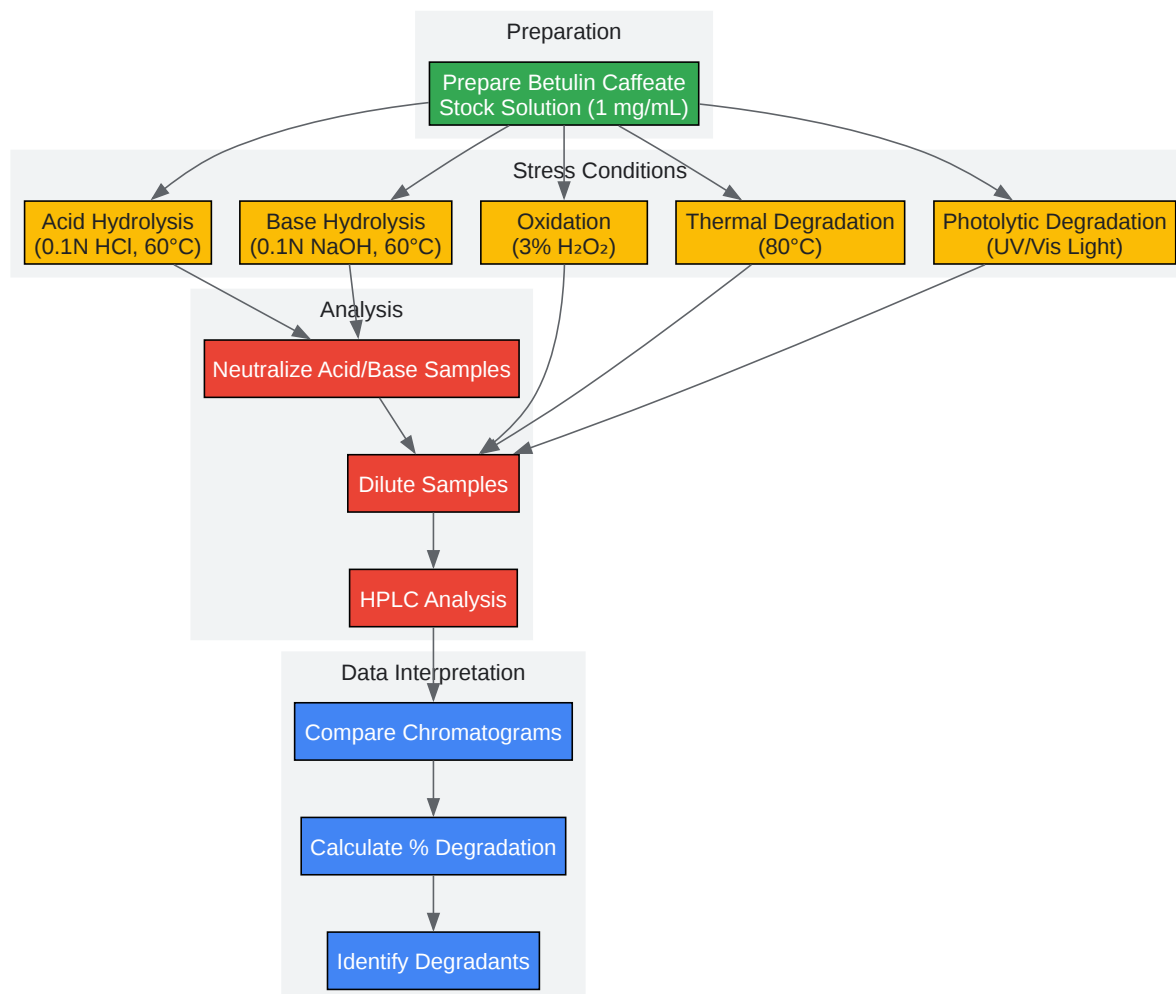 Preparation
Prepare Betulin Caffeate
Stock Solution (1 mg/mL)
Stress Conditions
Acid Hydrolysis
(0.1N HCl, 60°C)
Base Hydrolysis
(0.1N NaOH, 60°C)
Oxidation
(3% H₂O₂)
Thermal Degradation
(80°C)
Photolytic Degradation
(UV/Vis Light)
Analysis
Neutralize Acid/Base Samples
Dilute Samples
HPLC Analysis
Data Interpretation
Compare Chromatograms
Calculate % Degradation
Identify Degradants